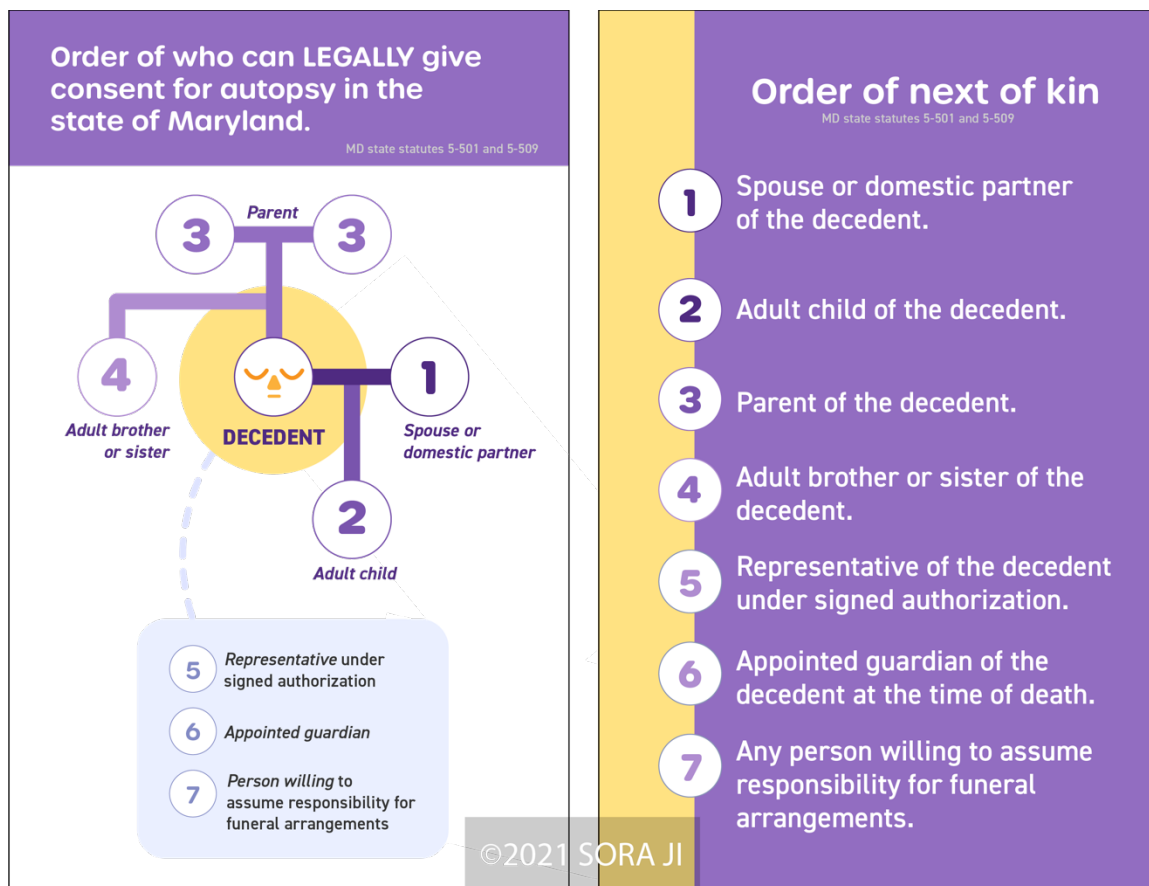 Order of who can LEGALLY give
consent for autopsy in the
state of Maryland.
MD state statutes 5-501 and 5-509
3
Parent
3
4
Adult brother
or sister
DECEDENT
1
Spouse or
domestic partner
2
Adult child
5
Representative under
signed authorization
6
Appointed guardian
7
Person willing to
assume responsibility for
funeral arrangements
Order of next of kin
MD state statutes 5-501 and 5-509
1
Spouse or domestic partner
of the decedent.
2
Adult child of the decedent.
3
Parent of the decedent.
4
Adult brother or sister of the
decedent.
5
Representative of the decedent
under signed authorization.
6
Appointed guardian of the
decedent at the time of death.
7
Any person willing to assume
responsibility for funeral
arrangements.
©2021 SORA JI